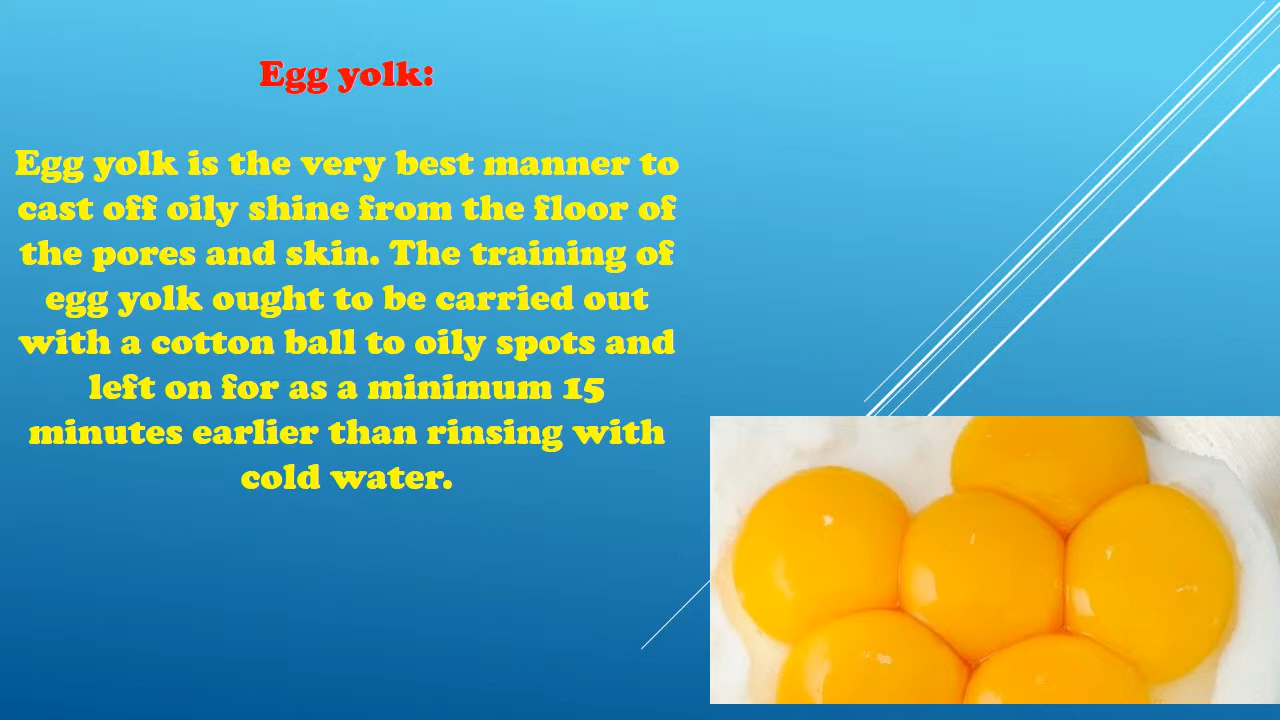 Egg yolk:
Egg yolk is the very best manner to
cast off oily shine from the floor of
the pores and skin. The training of
egg yolk ought to be carried out
with a cotton ball to oily spots and
left on for as a minimum 15
minutes earlier than rinsing with
cold water.